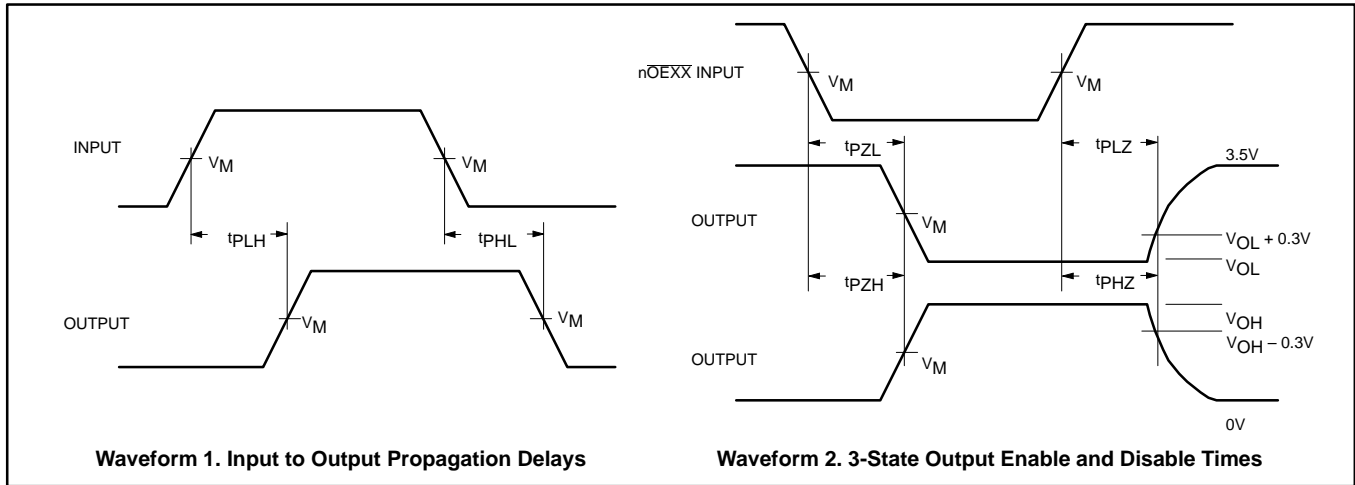 INPUT
VM
VM
tPLH
tPHL
OUTPUT
VM
VM
Waveform 1. Input to Output Propagation Delays
nO̅E̅X̅X̅ INPUT
VM
VM
tPZL
tPLZ
3.5V
OUTPUT
VM
VOL + 0.3V
VOL
tPZH
tPHZ
VOH
VOH – 0.3V
OUTPUT
VM
0V
Waveform 2. 3-State Output Enable and Disable Times